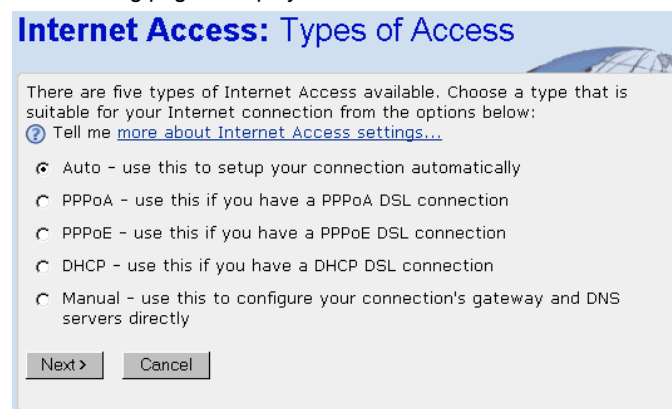 Internet Access: Types of Access
There are five types of Internet Access available. Choose a type that is
suitable for your Internet connection from the options below:
? Tell me more about Internet Access settings...
Auto - use this to setup your connection automatically
PPPoA - use this if you have a PPPoA DSL connection
PPPoE - use this if you have a PPPoE DSL connection
DHCP - use this if you have a DHCP DSL connection
Manual - use this to configure your connection's gateway and DNS
servers directly
Next > Cancel